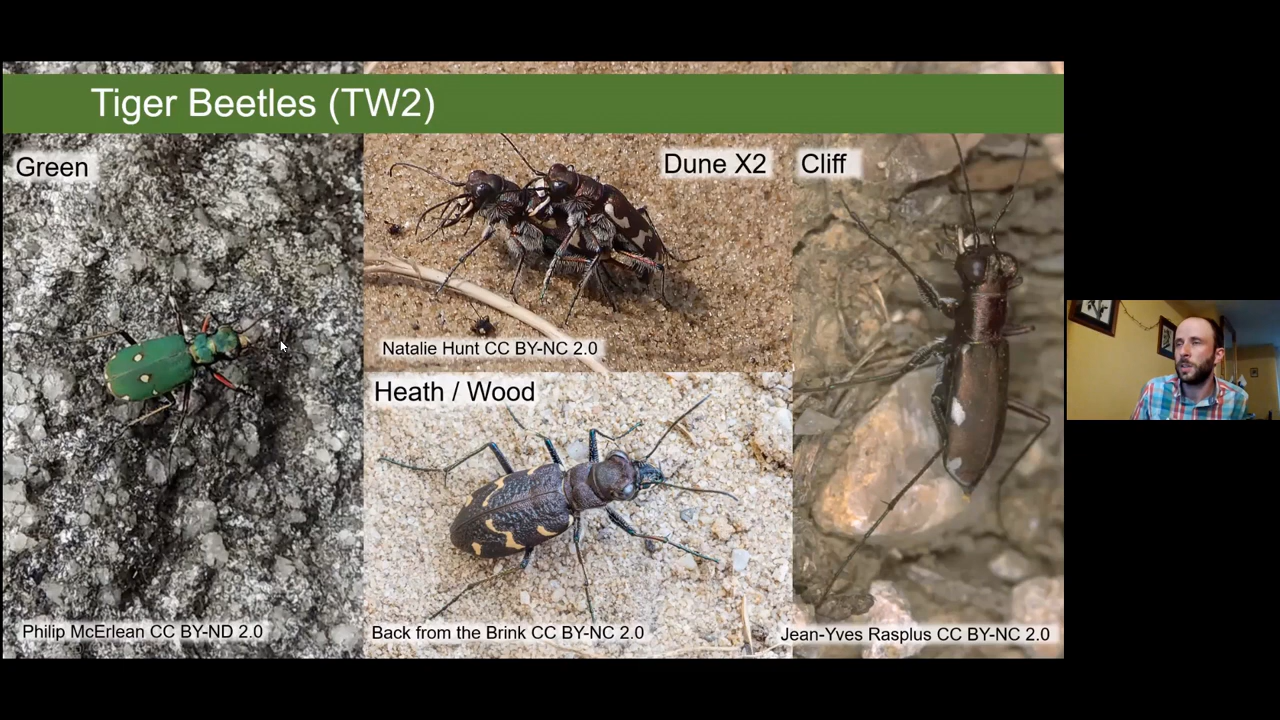 Tiger Beetles (TW2)
Green
Dune X2
Cliff
Natalie Hunt CC BY-NC 2.0
Heath / Wood
Philip McErlean CC BY-ND 2.0
Back from the Brink CC BY-NC 2.0
Jean-Yves Rasplus CC BY-NC 2.0